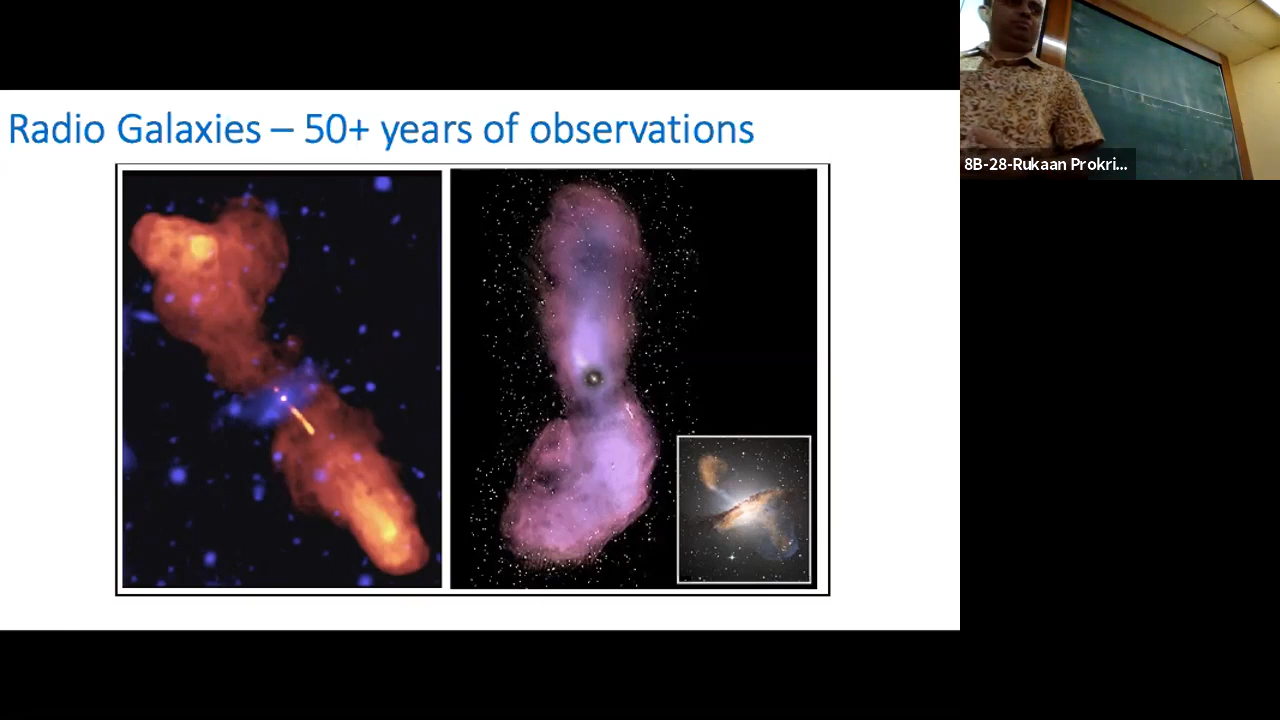 Radio Galaxies – 50+ years of observations
8B-28-Rukaan Prokri...